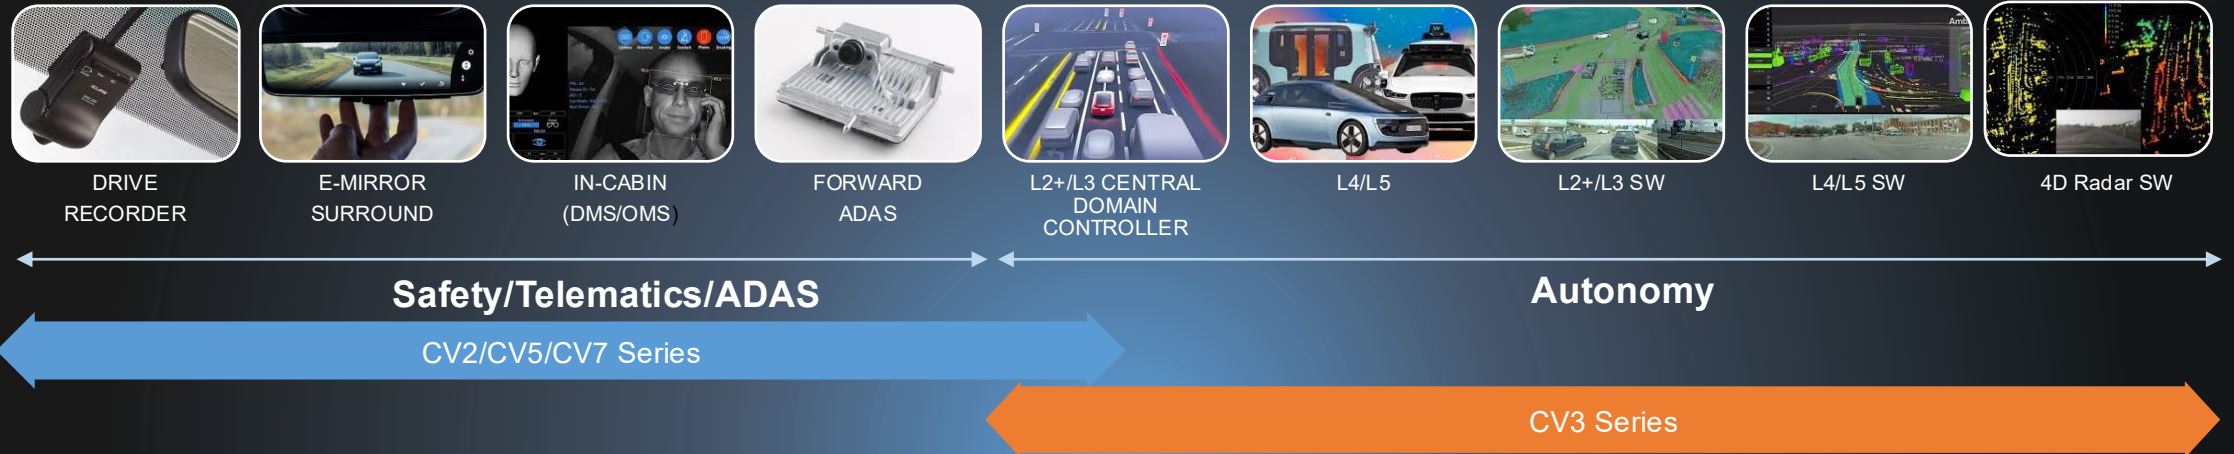 DRIVE
RECORDER
E-MIRROR
SURROUND
IN-CABIN
(DMS/OMS)
FORWARD
ADAS
L2+/L3 CENTRAL
DOMAIN
CONTROLLER
L4/L5
L2+/L3 SW
L4/L5 SW
4D Radar SW
Safety/Telematics/ADAS
Autonomy
CV2/CV5/CV7 Series
CV3 Series